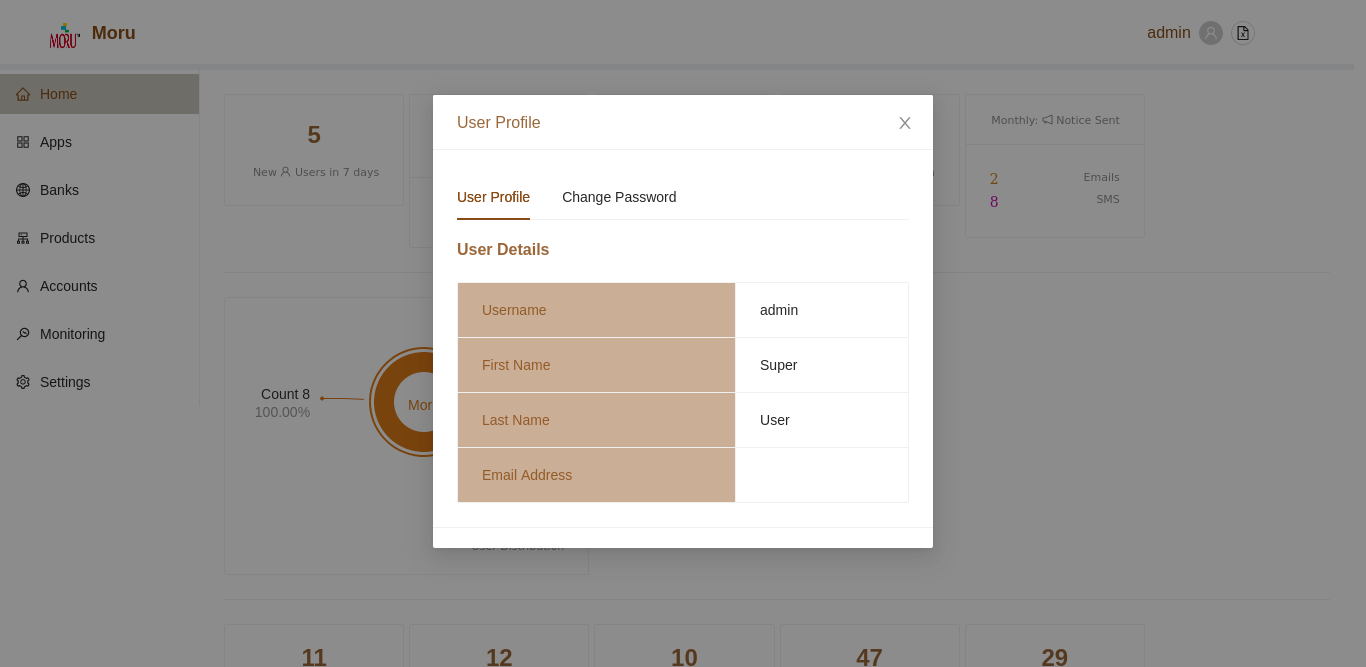 MORU
Moru
admin
Home
Apps
Banks
Products
Accounts
Monitoring
Settings
5
New Users in 7 days
Monthly: Notice Sent
2 Emails
8 SMS
User Profile
User Profile Change Password
User Details
Username admin
First Name Super
Last Name User
Email Address
Count 8
100.00%
User Distribution
11
12
10
47
29